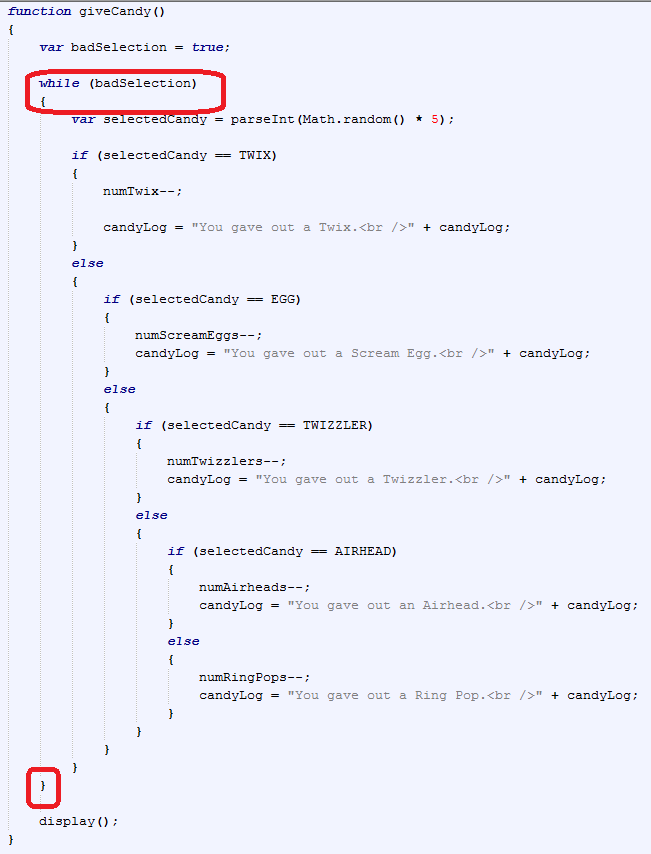 function giveCandy()
{
    var badSelection = true;

    while (badSelection)
    {
        var selectedCandy = parseInt(Math.random() * 5);

        if (selectedCandy == TWIX)
        {
            numTwix--;

            candyLog = "You gave out a Twix.<br />" + candyLog;
        }
        else
        {
            if (selectedCandy == EGG)
            {
                numScreamEggs--;
                candyLog = "You gave out a Scream Egg.<br />" + candyLog;
            }
            else
            {
                if (selectedCandy == TWIZZLER)
                {
                    numTwizzlers--;
                    candyLog = "You gave out a Twizzler.<br />" + candyLog;
                }
                else
                {
                    if (selectedCandy == AIRHEAD)
                    {
                        numAirheads--;
                        candyLog = "You gave out an Airhead.<br />" + candyLog;
                    }
                    else
                    {
                        numRingPops--;
                        candyLog = "You gave out a Ring Pop.<br />" + candyLog;
                    }
                }
            }
        }
    }

    display();
}